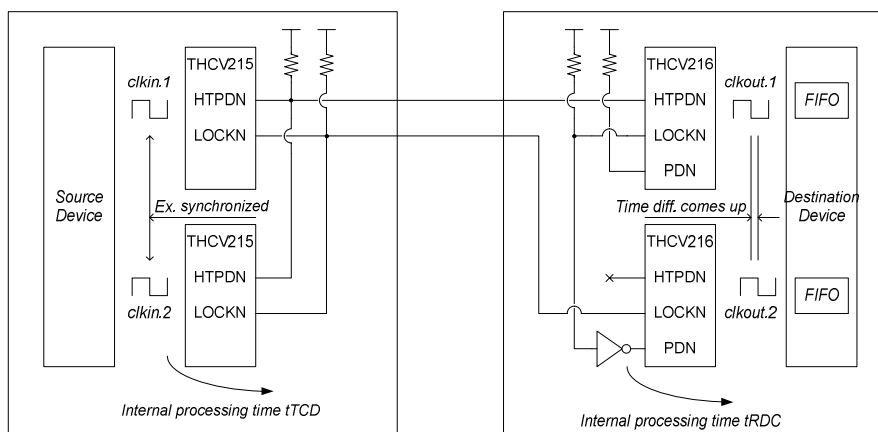 THCV215
HTPDN
LOCKN
clkin.1
Source
Device
Ex. synchronized
THCV215
HTPDN
LOCKN
clkin.2
Internal processing time tTCD
THCV216
HTPDN
LOCKN
PDN
clkout.1
FIFO
Time diff. comes up
Destination
Device
THCV216
HTPDN
LOCKN
PDN
clkout.2
FIFO
Internal processing time tRDC